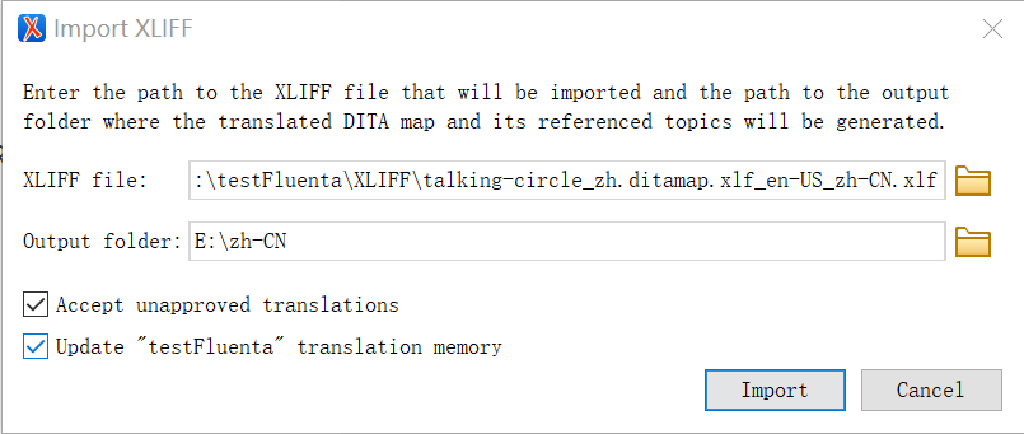 Import XLIFF
Enter the path to the XLIFF file that will be imported and the path to the output
folder where the translated DITA map and its referenced topics will be generated.
XLIFF file: :\testFluenta\XLIFF\talking-circle_zh.ditamap.xlf_en-US_zh-CN.xlf
Output folder: E:\zh-CN
Accept unapproved translations
Update "testFluenta" translation memory
Import Cancel